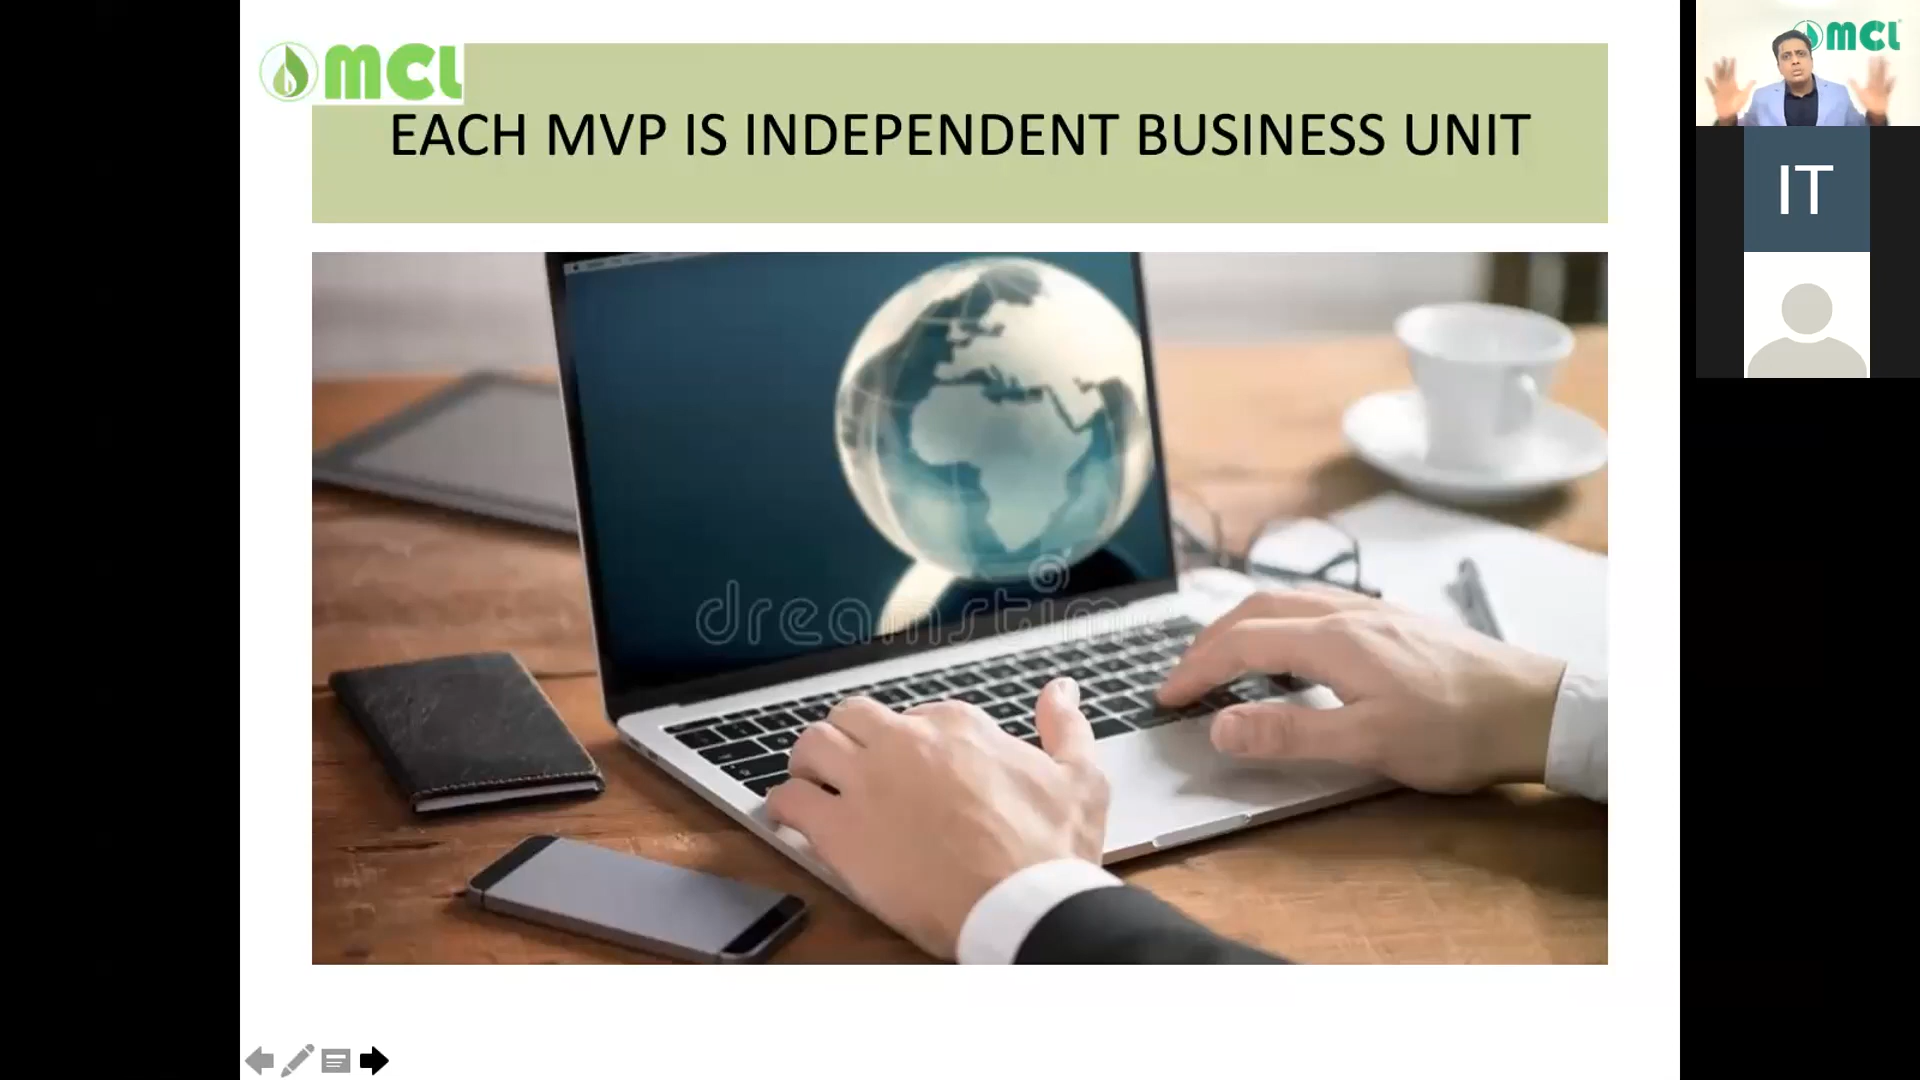 MCL
EACH MVP IS INDEPENDENT BUSINESS UNIT
dreamstime
MCL
IT